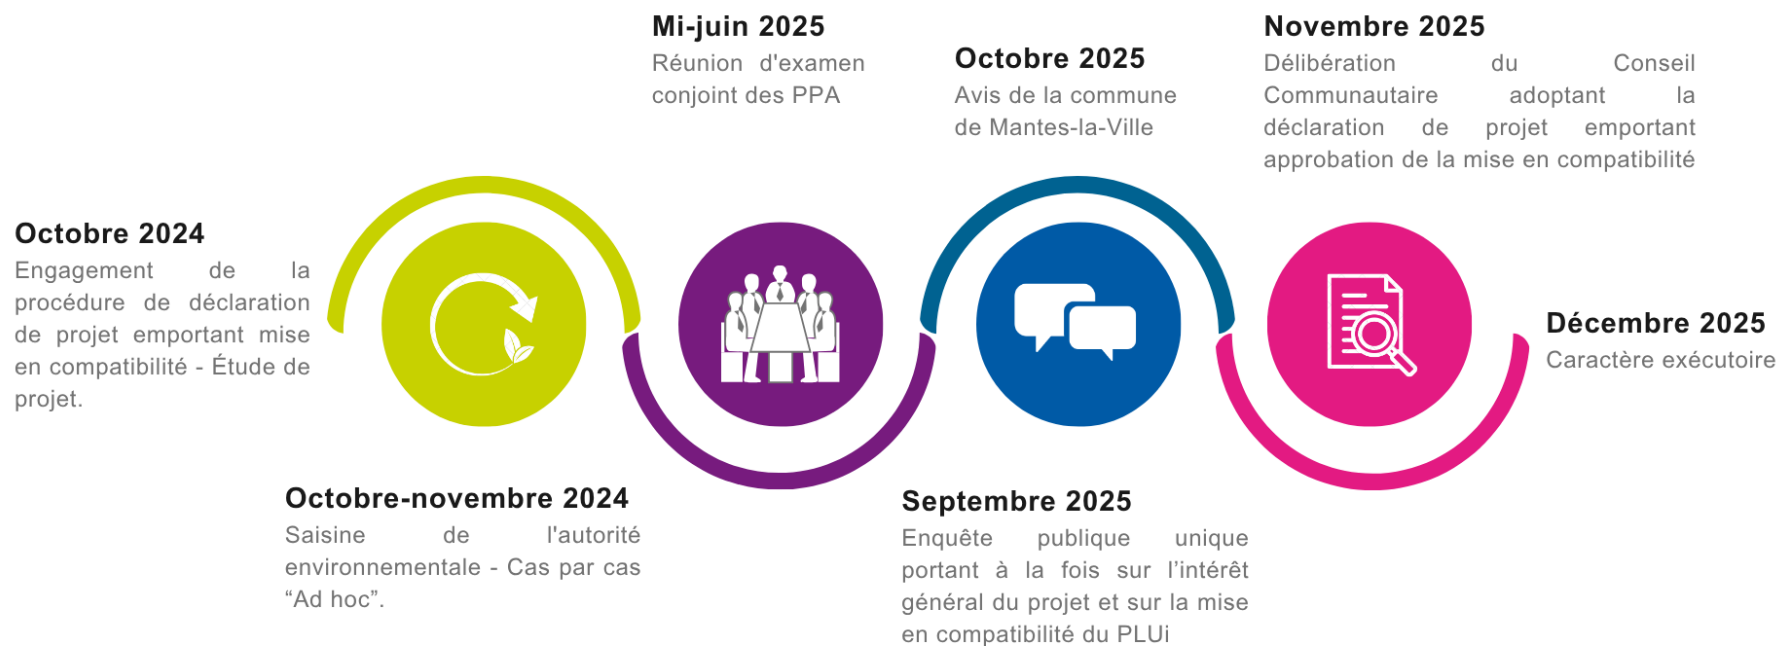 Octobre 2024
Engagement de la
procédure de déclaration
de projet emportant mise
en compatibilité - Étude de
projet.
Octobre-novembre 2024
Saisine de l'autorité
environnementale - Cas par cas
“Ad hoc”.
Mi-juin 2025
Réunion d'examen
conjoint des PPA
Septembre 2025
Enquête publique unique
portant à la fois sur l’intérêt
général du projet et sur la mise
en compatibilité du PLUi
Octobre 2025
Avis de la commune
de Mantes-la-Ville
Novembre 2025
Délibération du Conseil
Communautaire adoptant la
déclaration de projet emportant
approbation de la mise en compatibilité
Décembre 2025
Caractère exécutoire